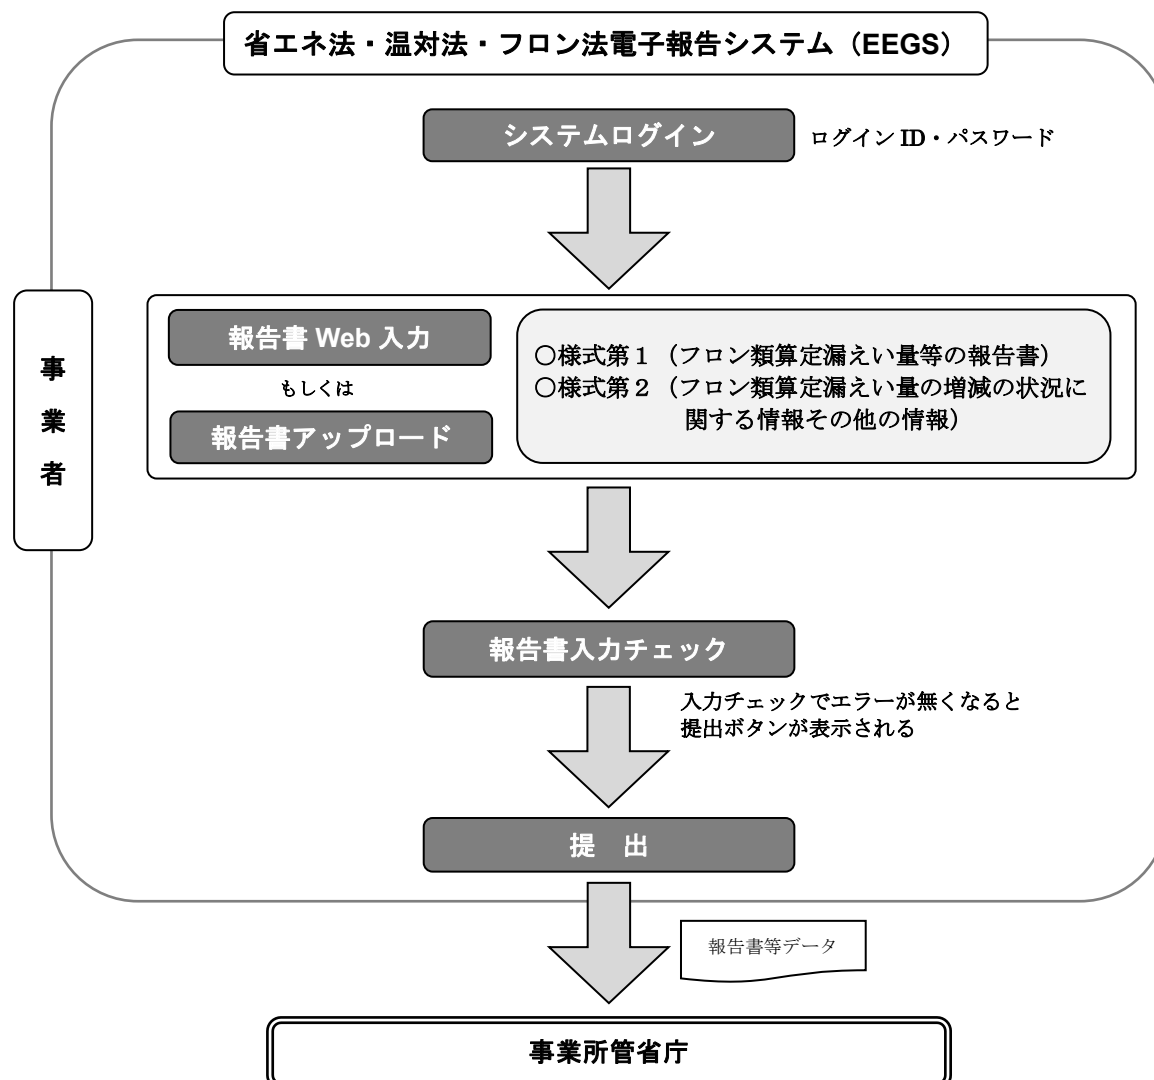 省エネ法・温対法・フロン法電子報告システム（EEGS）
システムログイン
ログイン ID・パスワード
事業者
報告書 Web 入力
もしくは
報告書アップロード
○様式第１（フロン類算定漏えい量等の報告書）
○様式第２（フロン類算定漏えい量の増減の状況に
関する情報その他の情報）
報告書入力チェック
入力チェックでエラーが無くなると
提出ボタンが表示される
提　出
報告書等データ
事業所管省庁